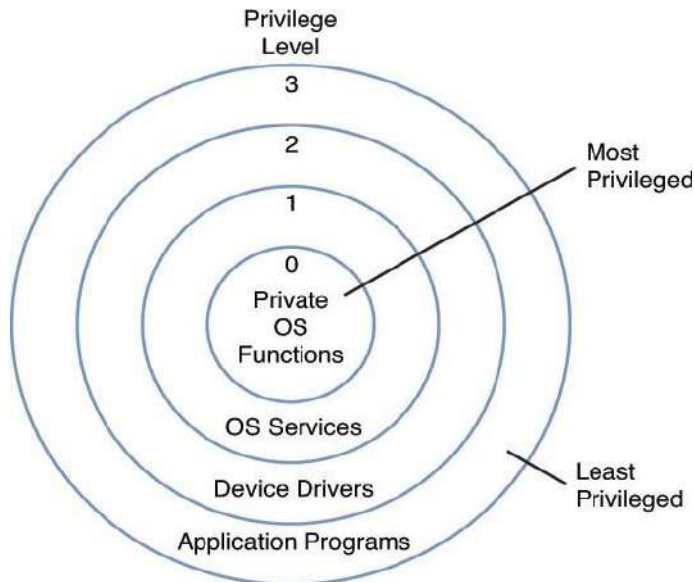 Privilege
Level
3
2
1
0
Most
Privileged
Private
OS
Functions
OS Services
Device Drivers
Application Programs
Least
Privileged